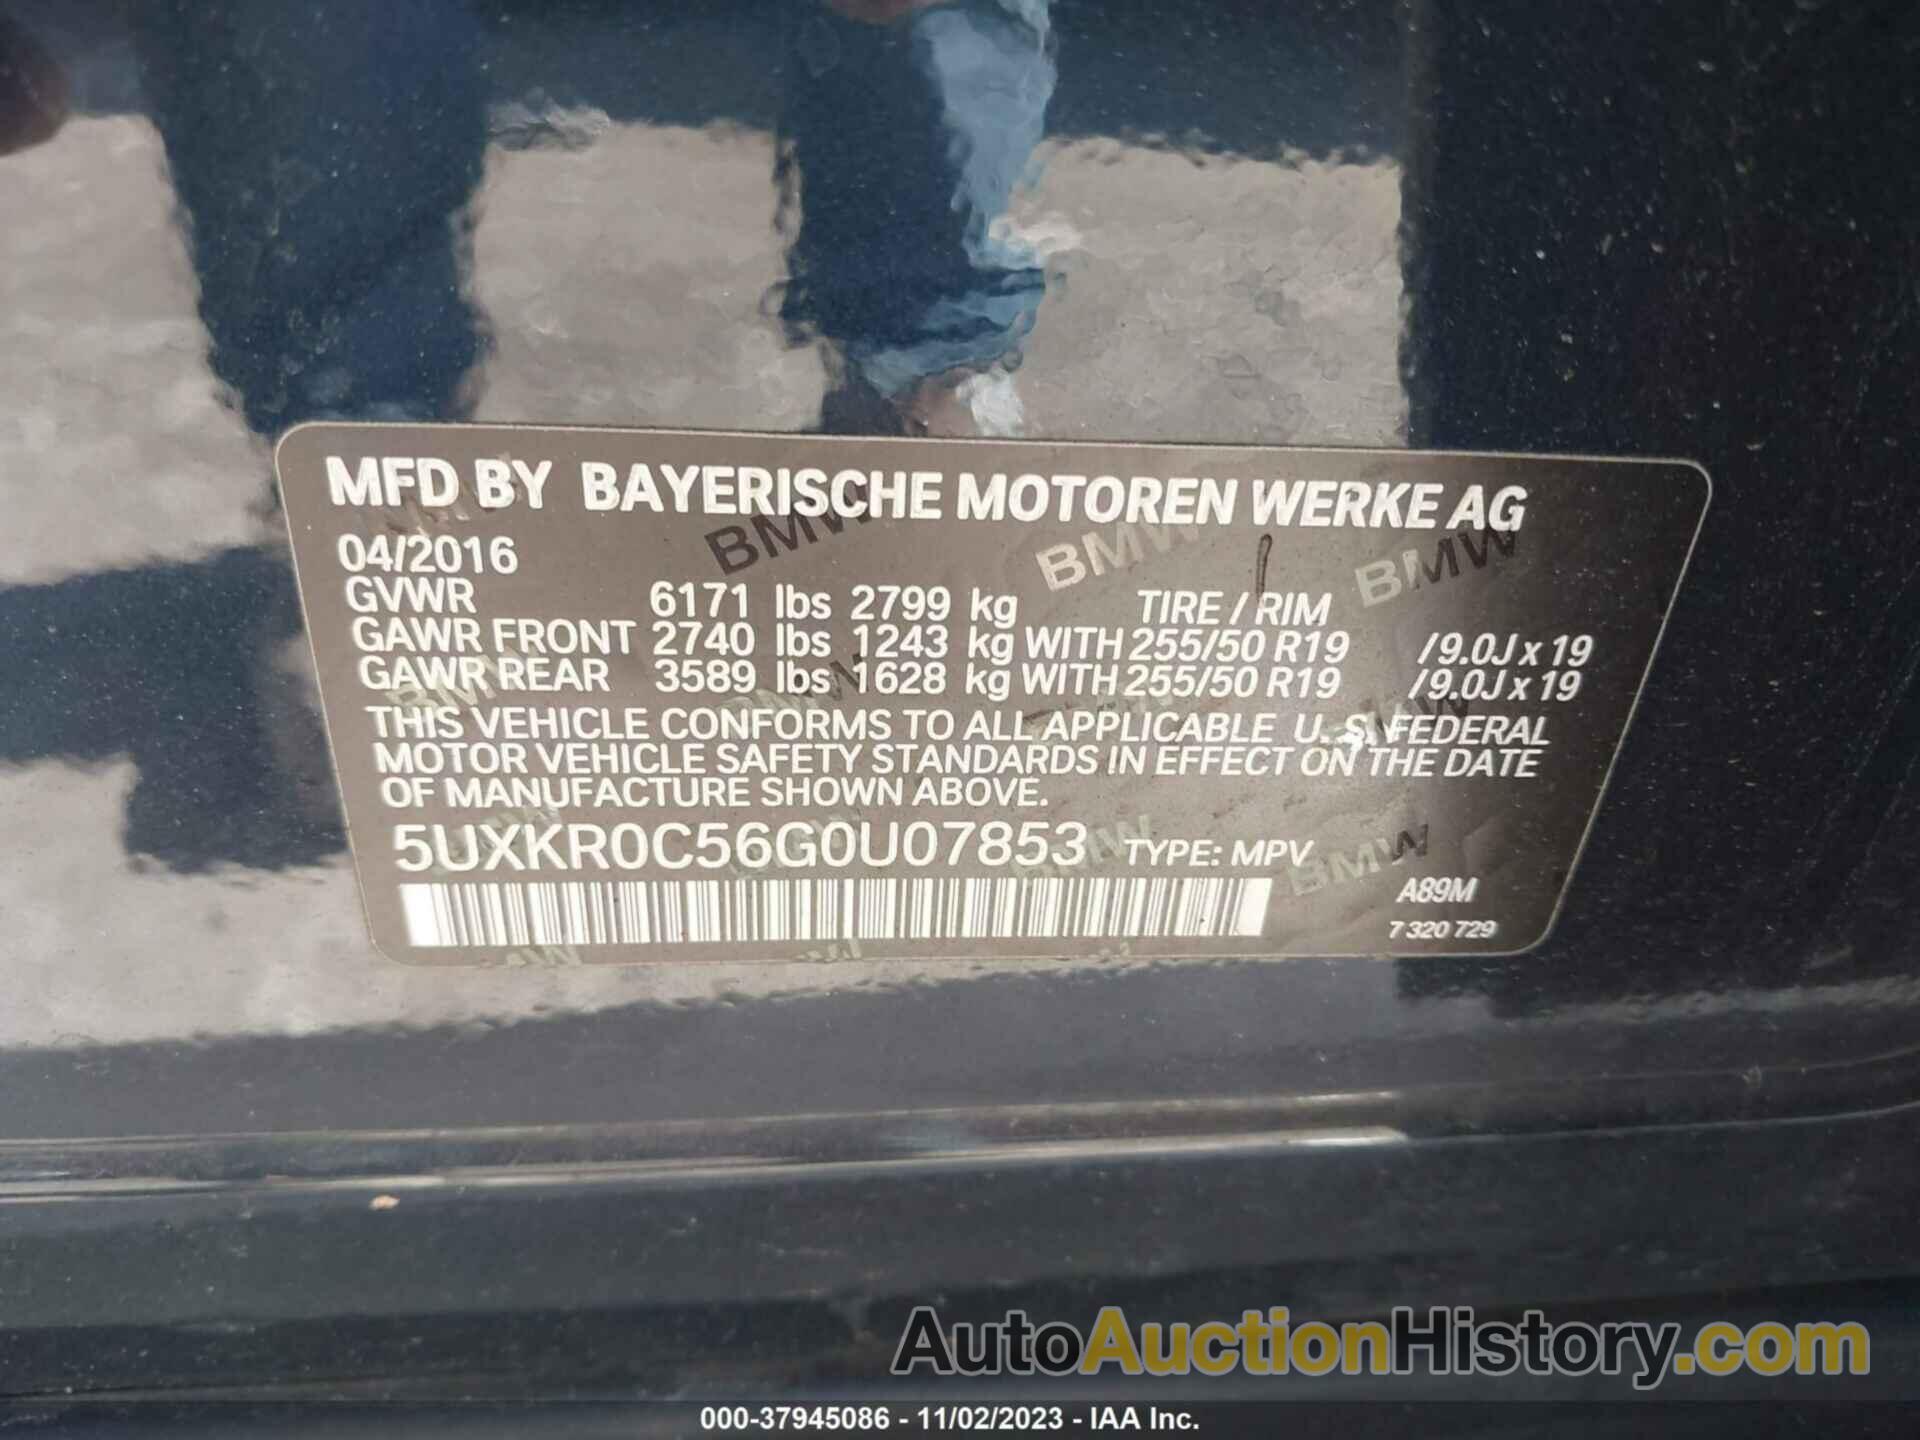 MFD BY BAYERISCHE MOTOREN WERKE AG
04/2016
GVWR 6171 lbs 2799 kg TIRE / RIM
GAWR FRONT 2740 lbs 1243 kg WITH 255/50 R19 /9.0J x 19
GAWR REAR 3589 lbs 1628 kg WITH 255/50 R19 /9.0J x 19
THIS VEHICLE CONFORMS TO ALL APPLICABLE U.S. FEDERAL
MOTOR VEHICLE SAFETY STANDARDS IN EFFECT ON THE DATE
OF MANUFACTURE SHOWN ABOVE.
5UXKR0C56G0U07853 TYPE: MPV
A89M
7 320 729
AutoAuctionHistory.com
000-37945086 - 11/02/2023 - IAA Inc.